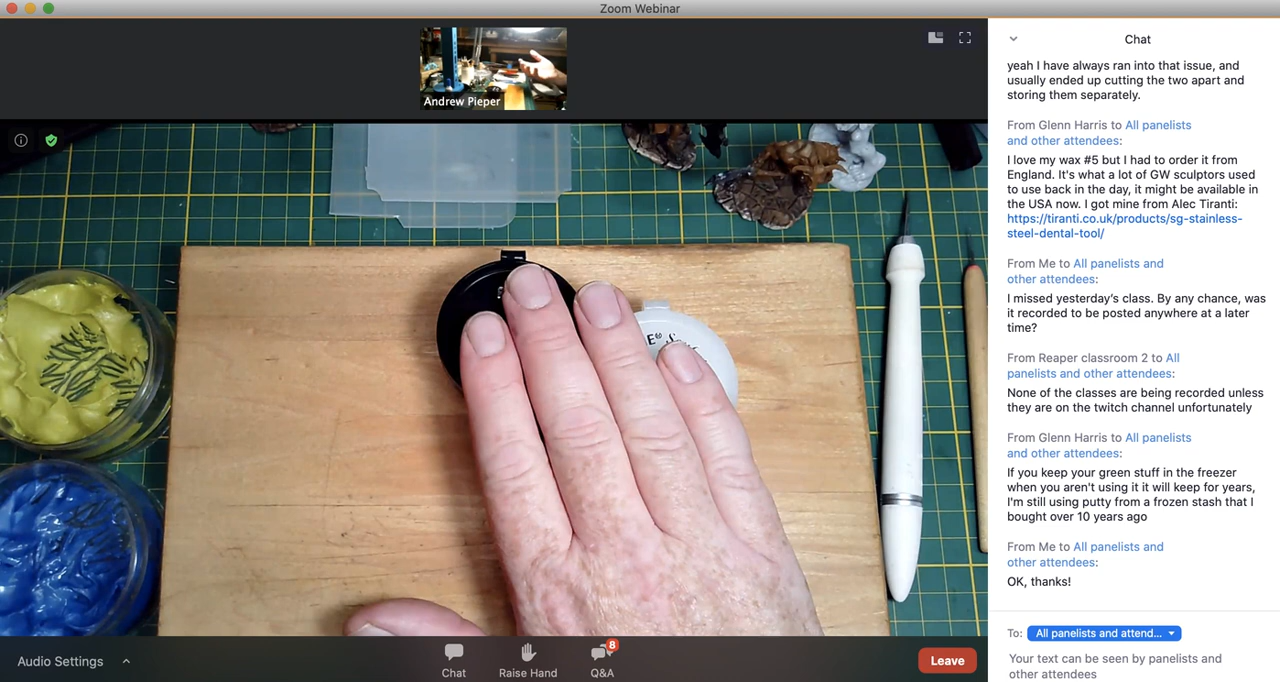 Zoom Webinar
Andrew Pieper
Chat
yeah I have always ran into that issue, and
usually ended up cutting the two apart and
storing them separately.
From Glenn Harris to All panelists
and other attendees:
I love my wax #5 but I had to order it from
England. It's what a lot of GW sculptors used
to use back in the day, it might be available in
the USA now. I got mine from Alec Tiranti:
https://tiranti.co.uk/products/sg-stainless-
steel-dental-tool/
From Me to All panelists and
other attendees:
I missed yesterday's class. By any chance, was
it recorded to be posted anywhere at a later
time?
From Reaper classroom 2 to All
panelists and other attendees:
None of the classes are being recorded unless
they are on the twitch channel unfortunately
From Glenn Harris to All panelists
and other attendees:
If you keep your green stuff in the freezer
when you aren't using it it will keep for years,
I'm still using putty from a frozen stash that I
bought over 10 years ago
From Me to All panelists and
other attendees:
OK, thanks!
To: All panelists and attend...
Your text can be seen by panelists and
other attendees
Audio Settings
Chat
Raise Hand
8
Q&A
Leave